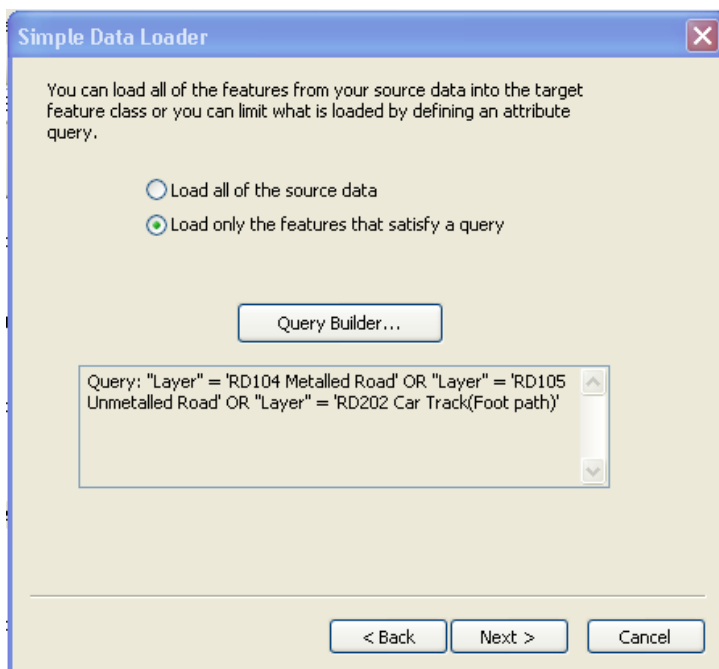 Simple Data Loader
You can load all of the features from your source data into the target
feature class or you can limit what is loaded by defining an attribute
query.
Load all of the source data
Load only the features that satisfy a query
Query Builder...
Query: "Layer" = 'RD104 Metalled Road' OR "Layer" = 'RD105
Unmetalled Road' OR "Layer" = 'RD202 Car Track(Foot path)'
< Back
Next >
Cancel